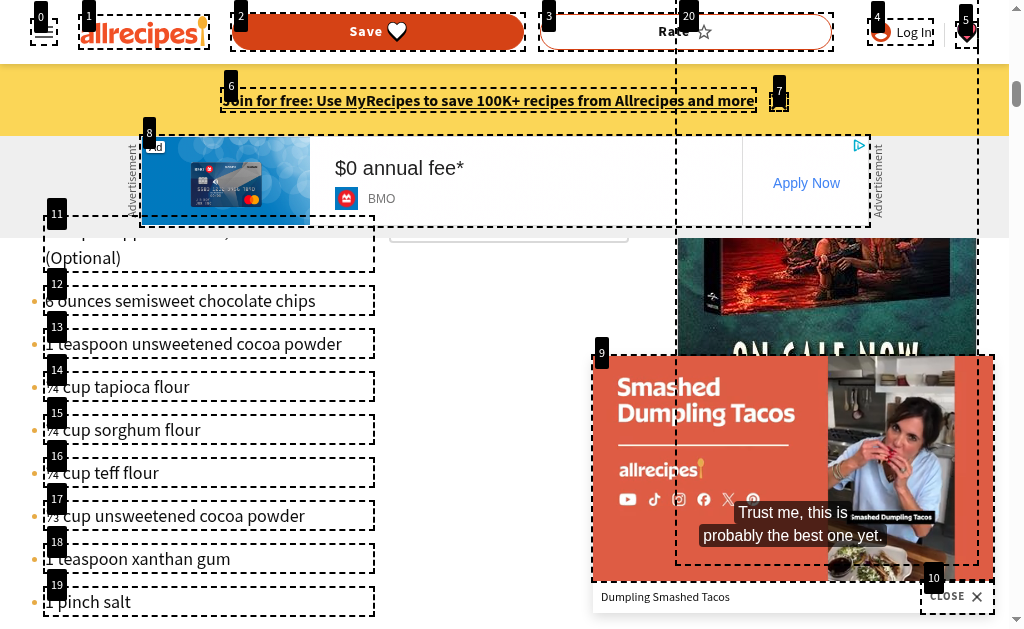 0
1
2
3
20
4
5
allrecipes
Save
Rate
Log In
6
7
Join for free: Use MyRecipes to save 100K+ recipes from Allrecipes and more
8
Ad
Advertisement
$0 annual fee*
BMO
Apply Now
Advertisement
11
(Optional)
12
6 ounces semisweet chocolate chips
13
1 teaspoon unsweetened cocoa powder
14
¾ cup tapioca flour
15
¾ cup sorghum flour
16
¾ cup teff flour
17
⅓ cup unsweetened cocoa powder
18
1 teaspoon xanthan gum
19
1 pinch salt
ON SALE NOW
9
Smashed
Dumpling Tacos
allrecipes
Smashed Dumpling Tacos
Trust me, this is
probably the best one yet.
10
Dumpling Smashed Tacos
CLOSE